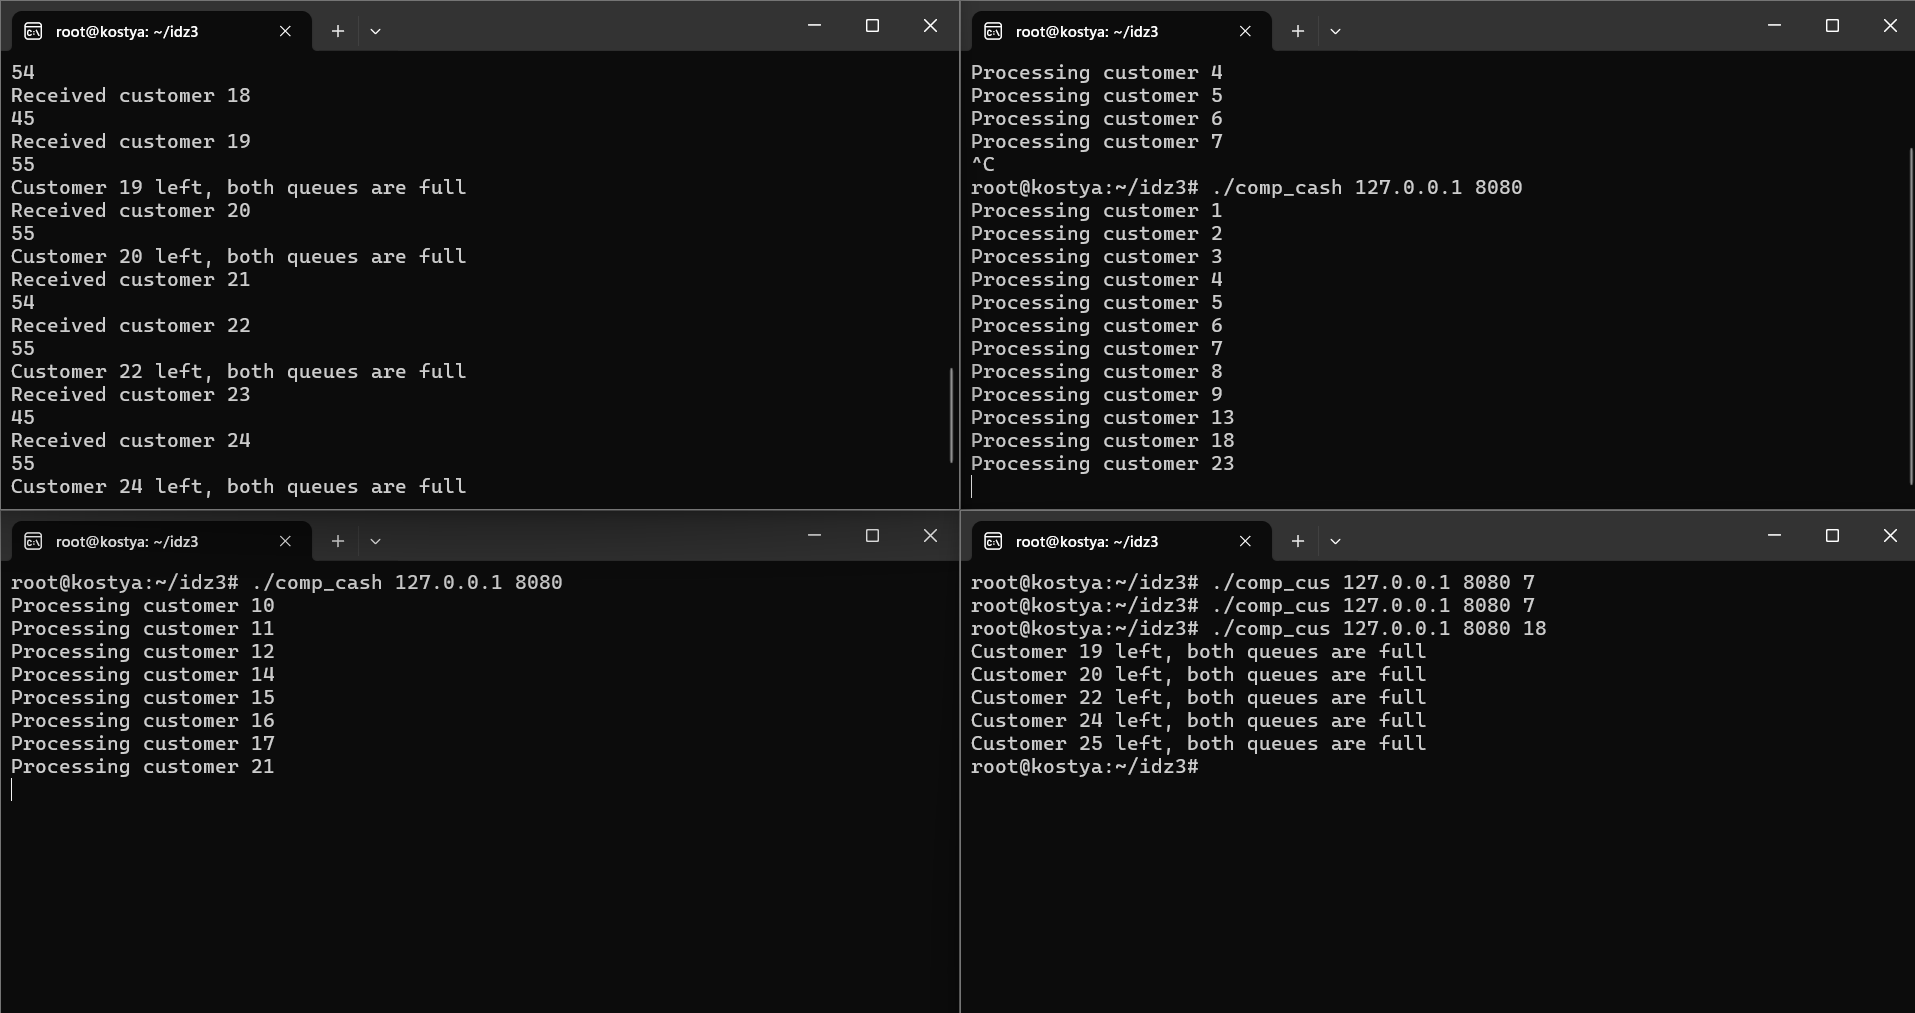 root@kostya: ~/idz3
54
Received customer 18
45
Received customer 19
55
Customer 19 left, both queues are full
Received customer 20
55
Customer 20 left, both queues are full
Received customer 21
54
Received customer 22
55
Customer 22 left, both queues are full
Received customer 23
45
Received customer 24
55
Customer 24 left, both queues are full
root@kostya: ~/idz3
Processing customer 4
Processing customer 5
Processing customer 6
Processing customer 7
^C
root@kostya:~/idz3# ./comp_cash 127.0.0.1 8080
Processing customer 1
Processing customer 2
Processing customer 3
Processing customer 4
Processing customer 5
Processing customer 6
Processing customer 7
Processing customer 8
Processing customer 9
Processing customer 13
Processing customer 18
Processing customer 23
root@kostya: ~/idz3
root@kostya:~/idz3# ./comp_cash 127.0.0.1 8080
Processing customer 10
Processing customer 11
Processing customer 12
Processing customer 14
Processing customer 15
Processing customer 16
Processing customer 17
Processing customer 21
root@kostya: ~/idz3
root@kostya:~/idz3# ./comp_cus 127.0.0.1 8080 7
root@kostya:~/idz3# ./comp_cus 127.0.0.1 8080 7
root@kostya:~/idz3# ./comp_cus 127.0.0.1 8080 18
Customer 19 left, both queues are full
Customer 20 left, both queues are full
Customer 22 left, both queues are full
Customer 24 left, both queues are full
Customer 25 left, both queues are full
root@kostya:~/idz3#